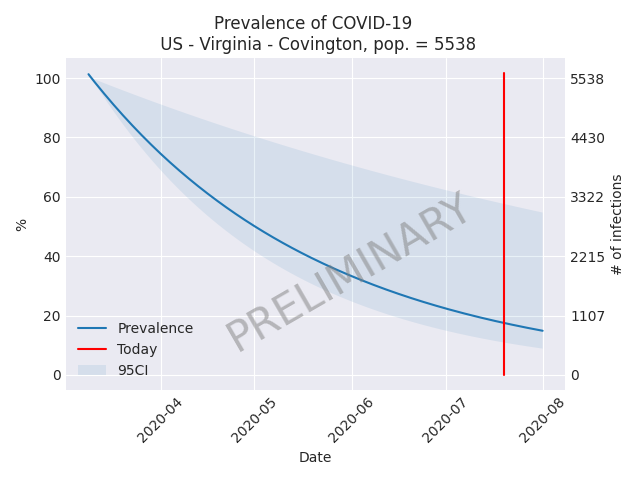 Prevalence of COVID-19
US - Virginia - Covington, pop. = 5538
100
80
60
40
20
0
%
5538
4430
3322
2215
1107
0
# of infections
PRELIMINARY
Prevalence
Today
95CI
2020-04
2020-05
2020-06
2020-07
2020-08
Date